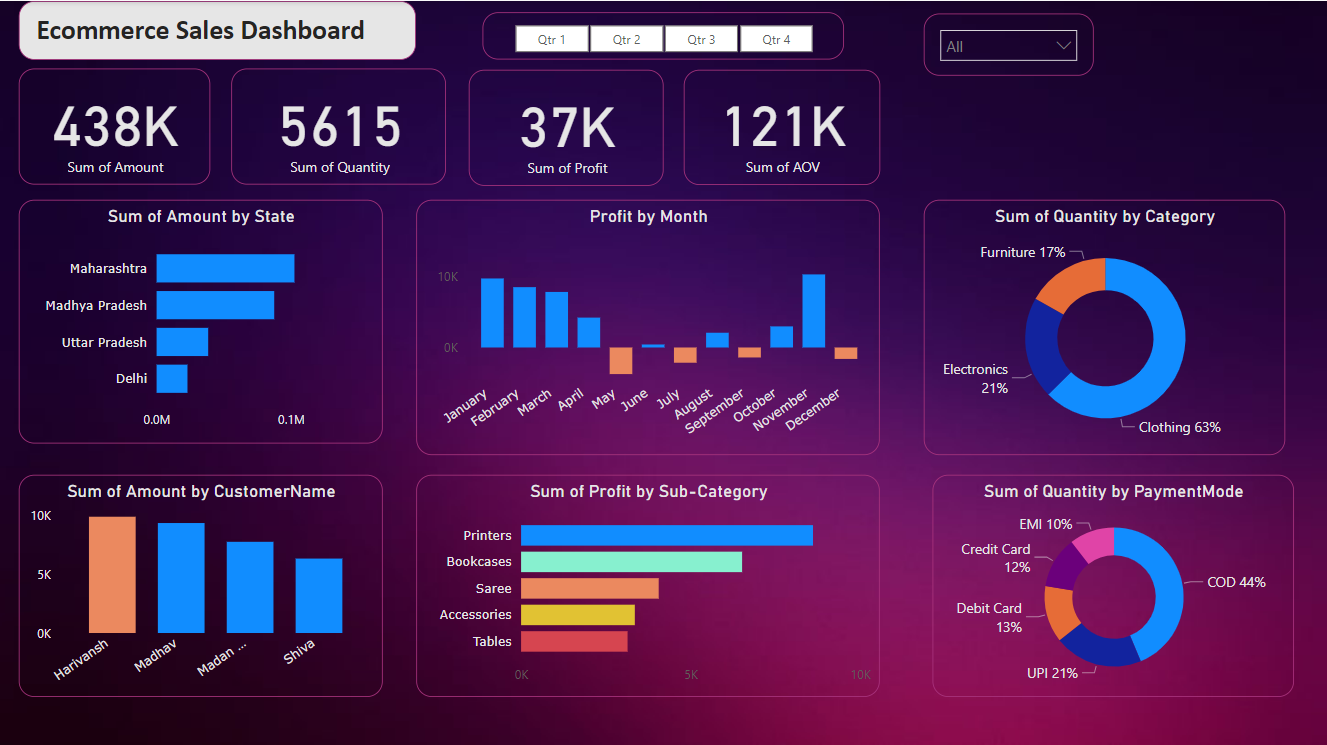 Ecommerce Sales Dashboard
Qtr 1 Qtr 2 Qtr 3 Qtr 4
All
438K
Sum of Amount
5615
Sum of Quantity
37K
Sum of Profit
121K
Sum of AOV
Sum of Amount by State
Maharashtra
Madhya Pradesh
Uttar Pradesh
Delhi
0.0M 0.1M
Profit by Month
10K
0K
January February March April May June July August September October November December
Sum of Quantity by Category
Furniture 17%
Electronics
21%
Clothing 63%
Sum of Amount by CustomerName
10K
5K
0K
Harivansh Madhav Madan ... Shiva
Sum of Profit by Sub-Category
Printers
Bookcases
Saree
Accessories
Tables
0K 5K 10K
Sum of Quantity by PaymentMode
EMI 10%
Credit Card
12%
COD 44%
Debit Card
13%
UPI 21%